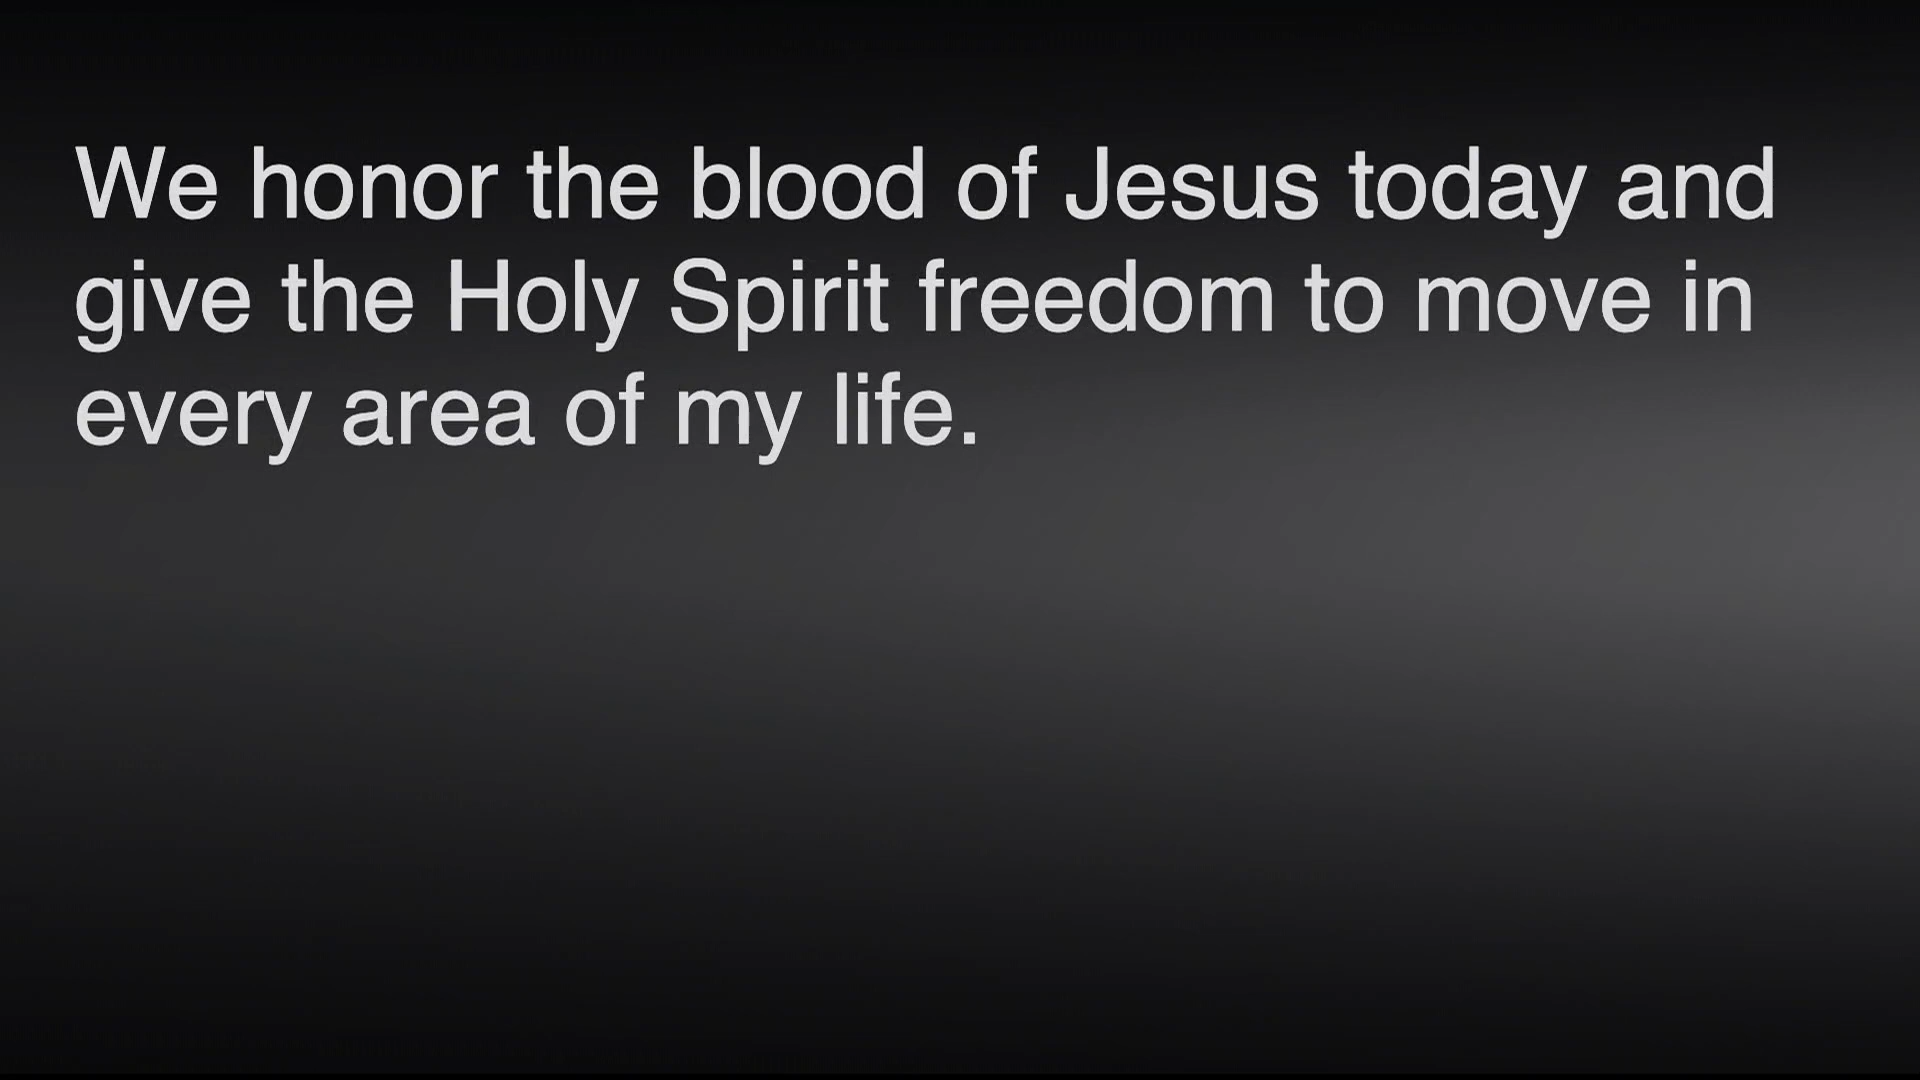 We honor the blood of Jesus today and
give the Holy Spirit freedom to move in
every area of my life.